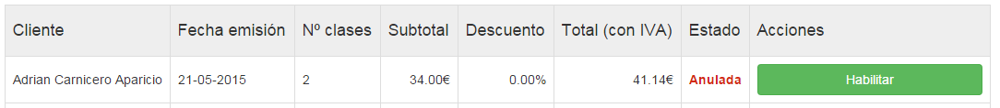 Cliente Fecha emisión Nº clases Subtotal Descuento Total (con IVA) Estado Acciones
Adrian Carnicero Aparicio 21-05-2015 2 34.00€ 0.00% 41.14€ Anulada Habilitar